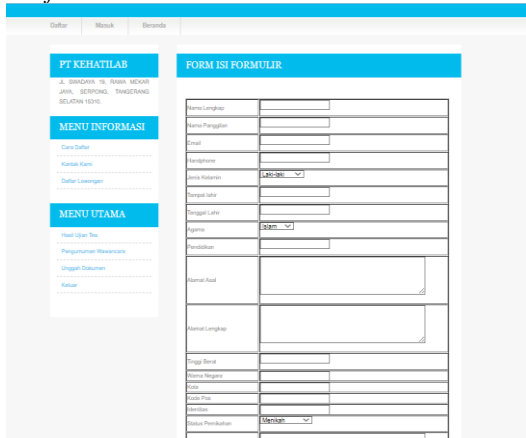 Daftar Masuk Beranda
PT KEHATILAB
JL. SWADAYA 19, RAWA MEKAR
JAYA, SERPONG, TANGERANG
SELATAN 15310.
MENU INFORMASI
Cara Daftar
Kontak Kami
Daftar Lowongan
MENU UTAMA
Hasil Ujian Tes
Pengumuman Wawancara
Unggah Dokumen
Keluar
FORM ISI FORMULIR
Nama Lengkap
Nama Panggilan
Email
Handphone
Jenis Kelamin Laki-laki
Tempat lahir
Tanggal Lahir
Agama Islam
Pendidikan
Alamat Asal
Alamat Lengkap
Tinggi Berat
Warna Negara
Kota
Kode Pos
Identitas
Status Pernikahan Menikah